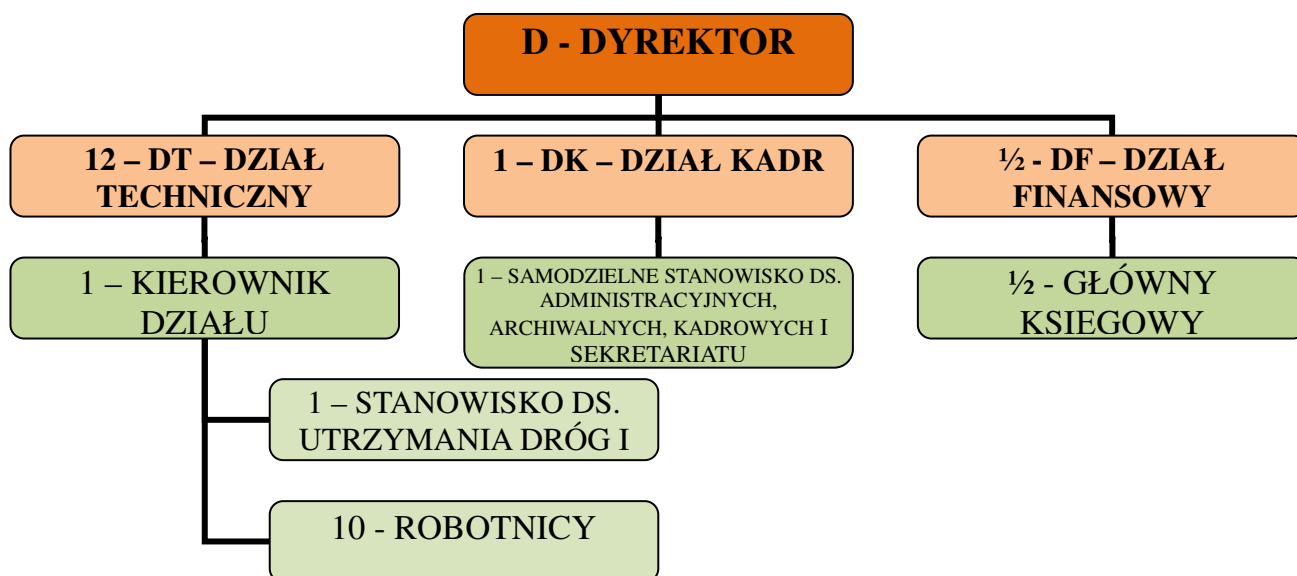 D - DYREKTOR
12 – DT – DZIAŁ
TECHNICZNY
1 – DK – DZIAŁ KADR
½ - DF – DZIAŁ
FINANSOWY
1 – KIEROWNIK
DZIAŁU
1 – SAMODZIELNE STANOWISKO DS.
ADMINISTRACYJNYCH,
ARCHIWALNYCH, KADROWYCH I
SEKRETARIATU
½ - GŁÓWNY
KSIEGOWY
1 – STANOWISKO DS.
UTRZYMANIA DRÓG I
10 - ROBOTNICY